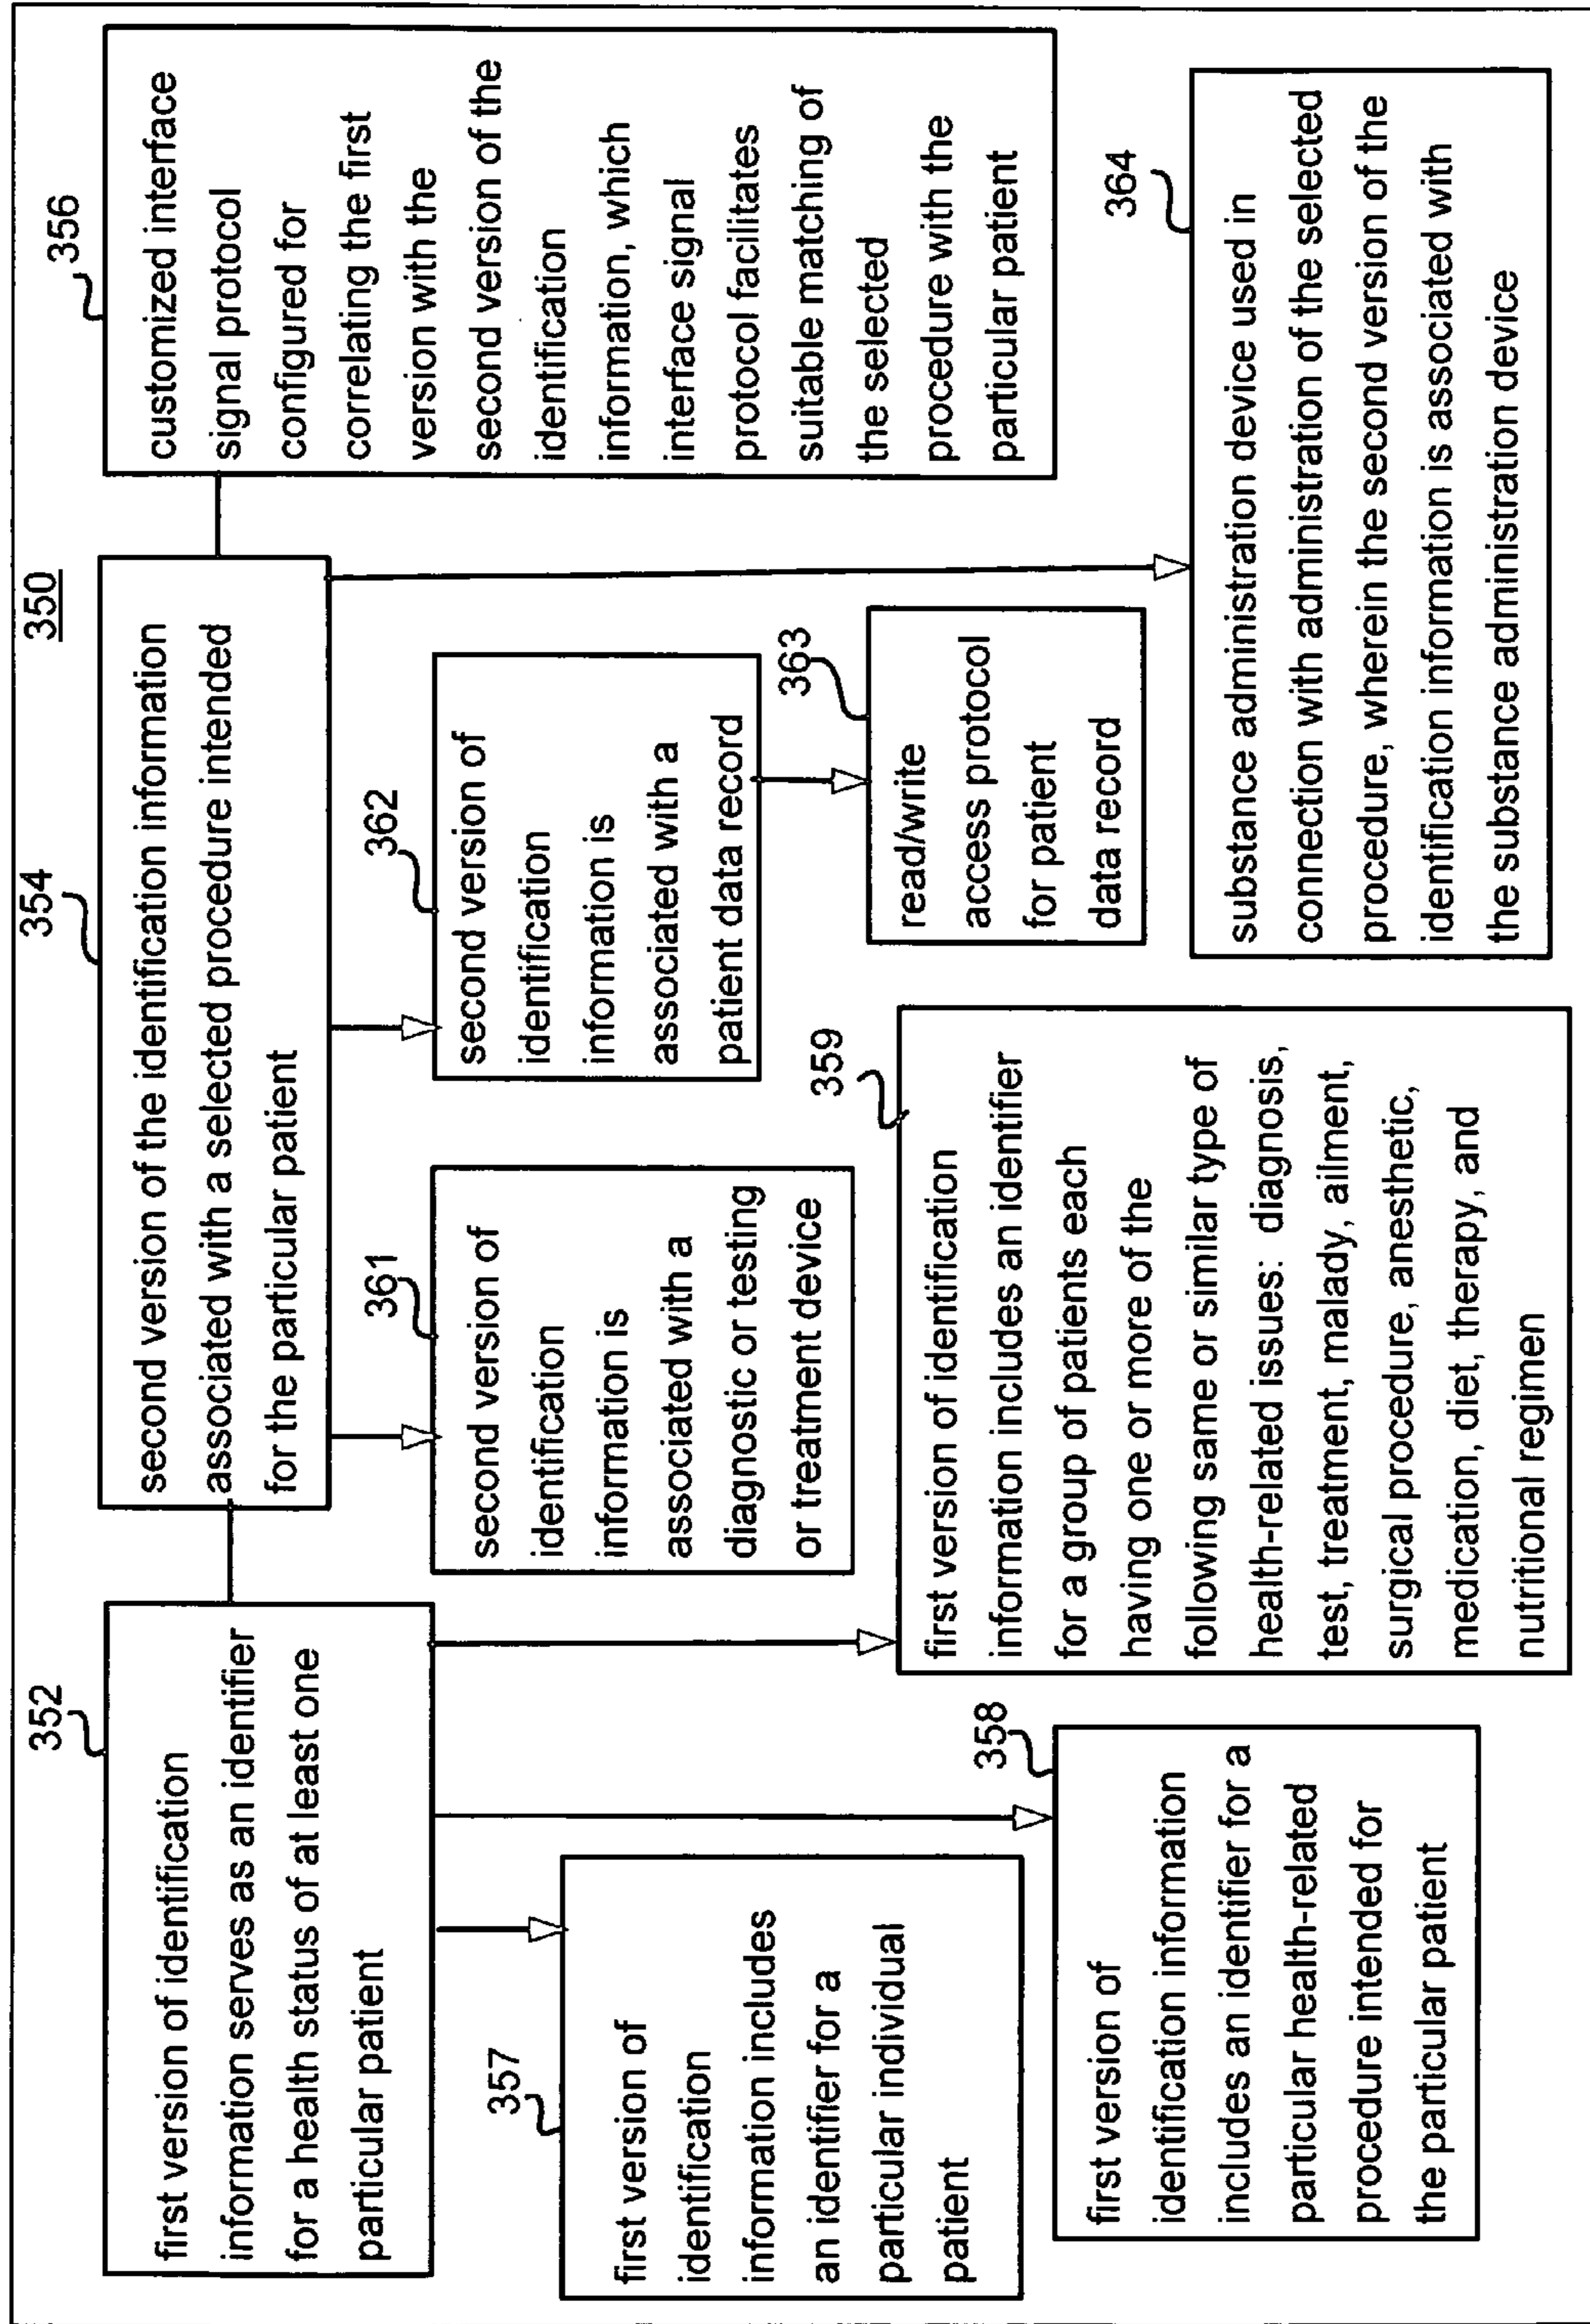 350
352
first version of identification
information serves as an identifier
for a health status of at least one
particular patient
354
second version of the identification information
associated with a selected procedure intended
for the particular patient
356
customized interface
signal protocol
configured for
correlating the first
version with the
second version of the
identification
information, which
interface signal
protocol facilitates
suitable matching of
the selected
procedure with the
particular patient
357
first version of
identification
information includes
an identifier for a
particular individual
patient
358
first version of
identification information
includes an identifier for a
particular health-related
procedure intended for
the particular patient
359
first version of identification
information includes an identifier
for a group of patients each
having one or more of the
following same or similar type of
health-related issues: diagnosis,
test, treatment, malady, ailment,
surgical procedure, anesthetic,
medication, diet, therapy, and
nutritional regimen
361
second version of
identification
information is
associated with a
diagnostic or testing
or treatment device
362
second version of
identification
information is
associated with a
patient data record
363
read/write
access protocol
for patient
data record
364
substance administration device used in
connection with administration of the selected
procedure, wherein the second version of the
identification information is associated with
the substance administration device